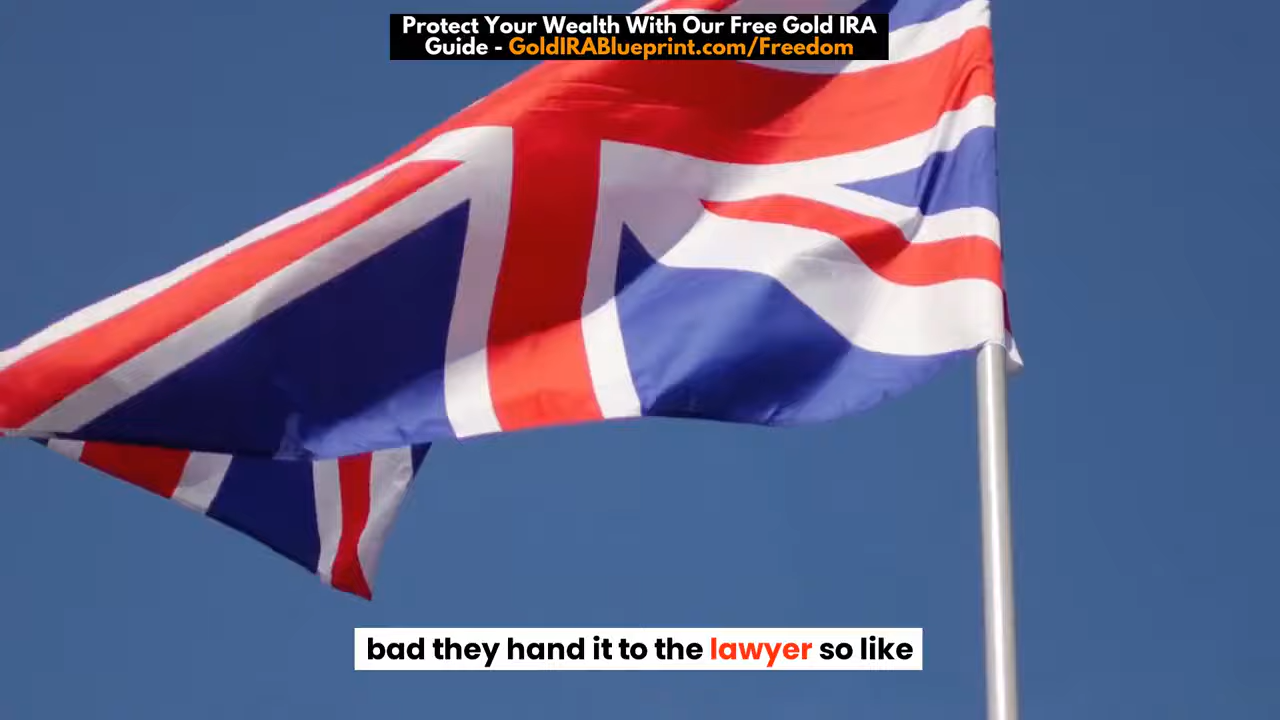 Protect Your Wealth With Our Free Gold IRA
Guide - GoldIRABlueprint.com/Freedom
bad they hand it to the lawyer so like